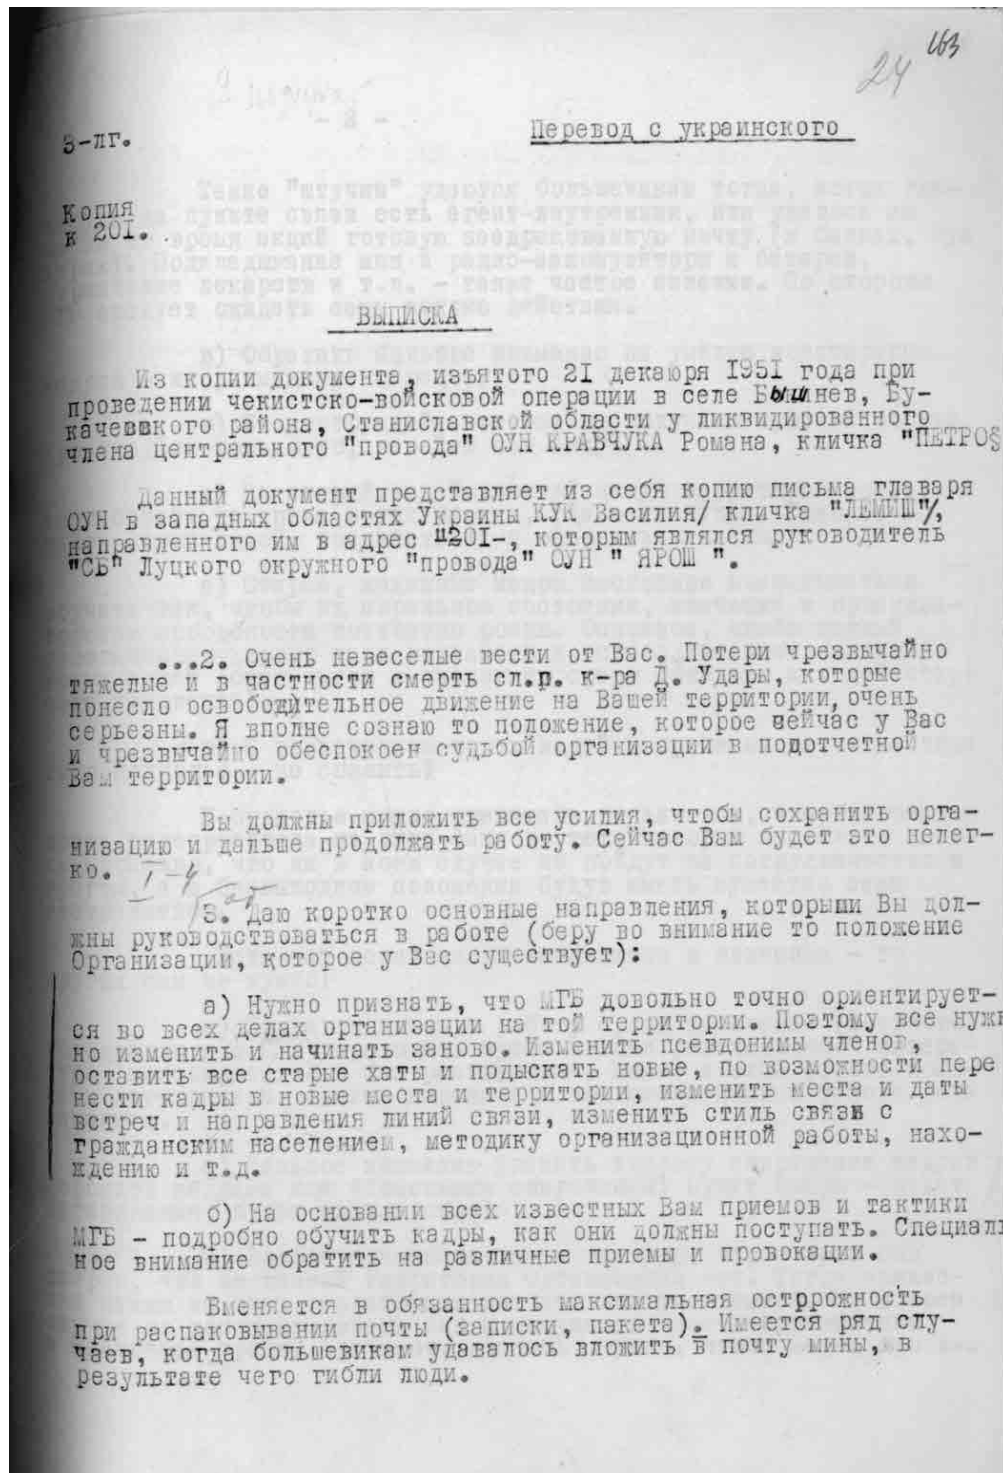 163
24
3-лг.
Перевод с украинского
Копия
к 201.
ВЫПИСКА
Из копии документа, изъятого 21 декабря 1951 года при
проведении чекистско-войсковой операции в селе Бышнев, Бу-
качевского района, Станиславской области у ликвидированного
члена центрального "провода" ОУН КРАВЧУКА Романа, кличка "ПЕТРО§
Данный документ представляет из себя копию письма главаря
ОУН в западных областях Украины КУК Василия/ кличка "ЛЕМИШ"/,
направленного им в адрес "201-, которым являлся руководитель
"СБ" Луцкого окружного "провода" ОУН " ЯРОШ ".
...2. Очень невеселые вести от Вас. Потери чрезвычайно
тяжелые и в частности смерть сл.п. к-ра Д. Удары, которые
понесло освободительное движение на Вашей территории, очень
серьезны. Я вполне сознаю то положение, которое сейчас у Вас
и чрезвычайно обеспокоен судьбой организации в подотчетной
Вам территории.
Вы должны приложить все усилия, чтобы сохранить орга-
низацию и дальше продолжать работу. Сейчас Вам будет это нелег-
ко.
3. Даю коротко основные направления, которыми Вы дол-
жны руководствоваться в работе (беру во внимание то положение
Организации, которое у Вас существует):
а) Нужно признать, что МГБ довольно точно ориентирует-
ся во всех делах организации на той территории. Поэтому все нуж
но изменить и начинать заново. Изменить псевдонимы членов,
оставить все старые хаты и подыскать новые, по возможности пере
нести кадры в новые места и территории, изменить места и даты
встреч и направления линий связи, изменить стиль связи с
гражданским населением, методику организационной работы, нахо-
ждению и т.д.
б) На основании всех известных Вам приемов и тактики
МГБ - подробно обучить кадры, как они должны поступать. Специаль
ное внимание обратить на различные приемы и провокации.
Вменяется в обязанность максимальная остррожность
при распаковывании почты (записки, пакета). Имеется ряд слу-
чаев, когда большевикам удавалось вложить в почту мины, в
результате чего гибли люди.